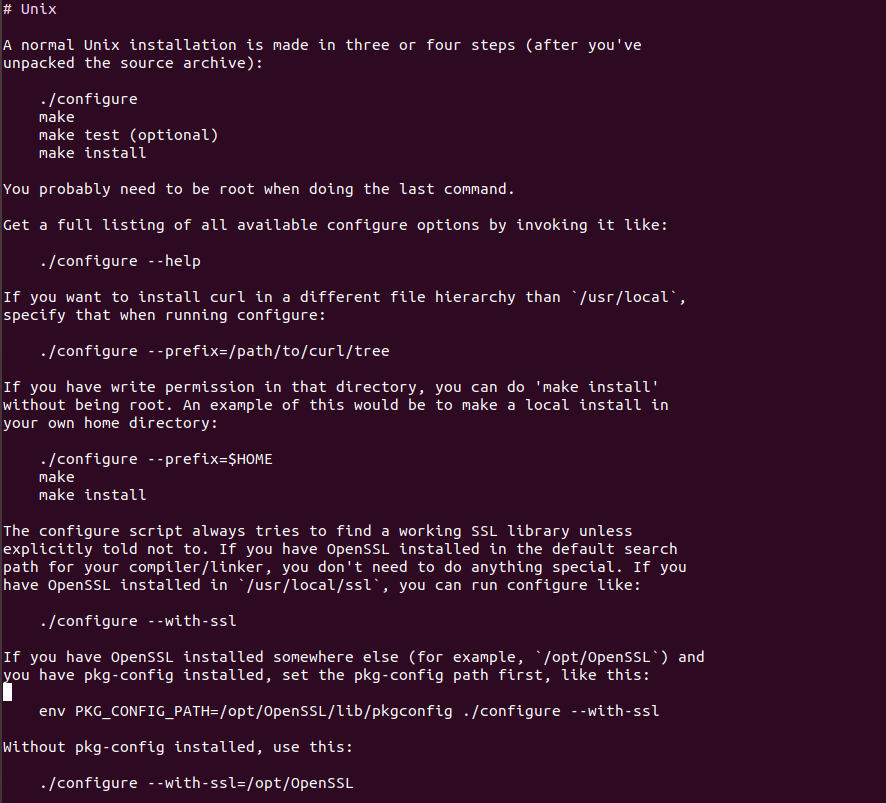 # Unix
A normal Unix installation is made in three or four steps (after you've
unpacked the source archive):
./configure
make
make test (optional)
make install
You probably need to be root when doing the last command.
Get a full listing of all available configure options by invoking it like:
./configure --help
If you want to install curl in a different file hierarchy than `/usr/local`,
specify that when running configure:
./configure --prefix=/path/to/curl/tree
If you have write permission in that directory, you can do 'make install'
without being root. An example of this would be to make a local install in
your own home directory:
./configure --prefix=$HOME
make
make install
The configure script always tries to find a working SSL library unless
explicitly told not to. If you have OpenSSL installed in the default search
path for your compiler/linker, you don't need to do anything special. If you
have OpenSSL installed in `/usr/local/ssl`, you can run configure like:
./configure --with-ssl
If you have OpenSSL installed somewhere else (for example, `/opt/OpenSSL`) and
you have pkg-config installed, set the pkg-config path first, like this:
env PKG_CONFIG_PATH=/opt/OpenSSL/lib/pkgconfig ./configure --with-ssl
Without pkg-config installed, use this:
./configure --with-ssl=/opt/OpenSSL